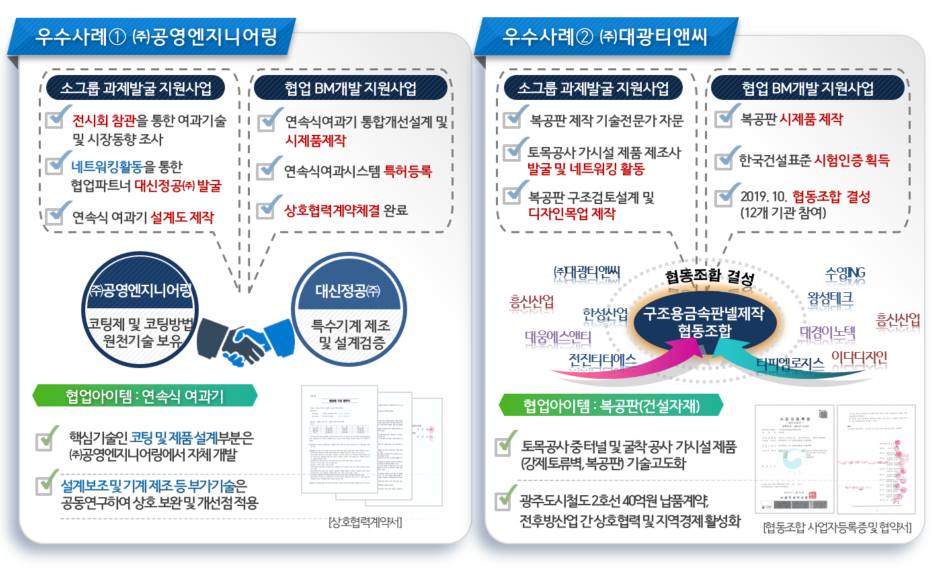 우수사례① ㈜공영엔지니어링
소그룹 과제발굴 지원사업
전시회 참관을 통한 여과기술
및 시장동향 조사
네트워킹활동을 통한
협업파트너 대신정공㈜ 발굴
연속식 여과기 설계도 제작
협업 BM개발 지원사업
연속식여과기 통합개선설계 및
시제품제작
연속식여과시스템 특허등록
상호협력계약체결 완료
㈜공영엔지니어링
코팅제 및 코팅방법
원천기술 보유
대신정공㈜
특수기계 제조
및 설계검증
협업아이템 : 연속식 여과기
핵심기술인 코팅 및 제품 설계부분은
㈜공영엔지니어링에서 자체 개발
설계보조 및 기계 제조 등 부가기술은
공동연구하여 상호 보완 및 개선점 적용
[상호협력계약서]
우수사례② ㈜대광티앤씨
소그룹 과제발굴 지원사업
복공판 제작 기술전문가 자문
토목공사 가시설 제품 제조사
발굴 및 네트워킹 활동
복공판 구조검토설계 및
디자인목업 제작
협업 BM개발 지원사업
복공판 시제품 제작
한국건설표준 시험인증 획득
2019. 10. 협동조합 결성
(12개 기관 참여)
협동조합 결성
㈜대광티앤씨
수영ING
흥신산업
한성산업
왕성테크
흥신산업
대웅에스앤티
대경이노텍
전진티티에스
티피엡로지스
이다디자인
구조용금속판넬제작
협동조합
협업아이템 : 복공판(건설자재)
토목공사 중 터널 및 굴착 공사 가시설 제품
(강제토류벽, 복공판) 기술고도화
광주도시철도 2호선 40억원 납품계약,
전후방산업 간 상호협력 및 지역경제 활성화
[협동조합 사업자등록증 및 협약서]